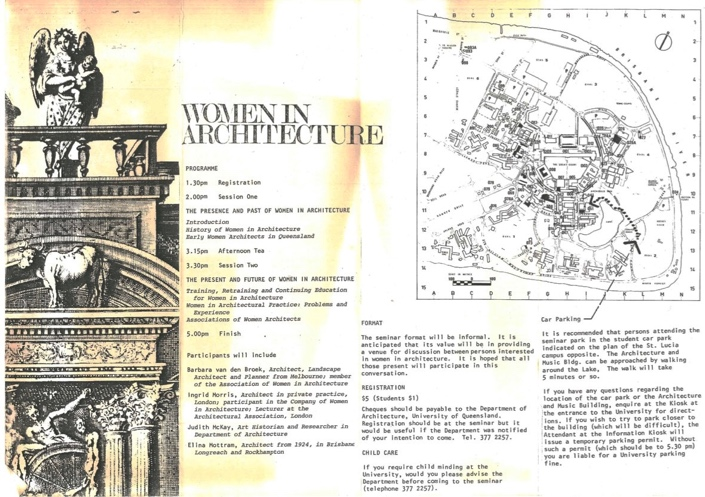 WOMEN IN
ARCHITECTURE
PROGRAMME
1.30pm Registration
2.00pm Session One
THE PRESENCE AND PAST OF WOMEN IN ARCHITECTURE
Introduction
History of Women in Architecture
Early Women Architects in Queensland
3.15pm Afternoon Tea
3.30pm Session Two
THE PRESENT AND FUTURE OF WOMEN IN ARCHITECTURE
Training, Retraining and Continuing Education
for Women in Architecture
Women in Architectural Practice: Problems and
Experience
Associations of Women Architects
5.00pm Finish
Participants will include
Barbara van den Broek, Architect, Landscape
Architect and Planner from Melbourne; member
of the Association of Women in Architecture
Ingrid Morris, Architect in private practice,
London; participant in the Company of Women
in Architecture; Lecturer at the
Architectural Association, London
Judith McKay, Art Historian and Researcher in
Department of Architecture
Elina Mottram, Architect from 1924, in Brisbane
Longreach and Rockhampton
FORMAT
The seminar format will be informal. It is
anticipated that its value will be in providing
a venue for discussion between persons interested
in women in architecture. It is hoped that all
those present will participate in this
conversation.
REGISTRATION
$5 (Students $1)
Cheques should be payable to the Department of
Architecture, University of Queensland.
Registration should be at the seminar but it
would be useful if the Department was notified
of your intention to come. Tel. 377 2257.
CHILD CARE
If you require child minding at the
University, would you please advise the
Department before coming to the seminar
(telephone 377 2257).
A B C D E F G H I J K L M N
1
2
3
4
5
6
7
8
9
10
11
12
13
14
15
A B C D E F G H I J K L M N
Car Parking
It is recommended that persons attending the
seminar park in the student car park
indicated on the plan of the St. Lucia
campus opposite. The Architecture and
Music Bldg. can be approached by walking
around the Lake. The walk will take
5 minutes or so.
If you have any questions regarding the
location of the car park or the Architecture
and Music Building, enquire at the Kiosk at
the entrance to the University for direct-
ions. If you wish to try to park closer to
the building (which will be difficult), the
Attendant at the Information Kiosk will
issue a temporary parking permit. Without
such a permit (which should be to 5.30 pm)
you are liable for a University parking
fine.